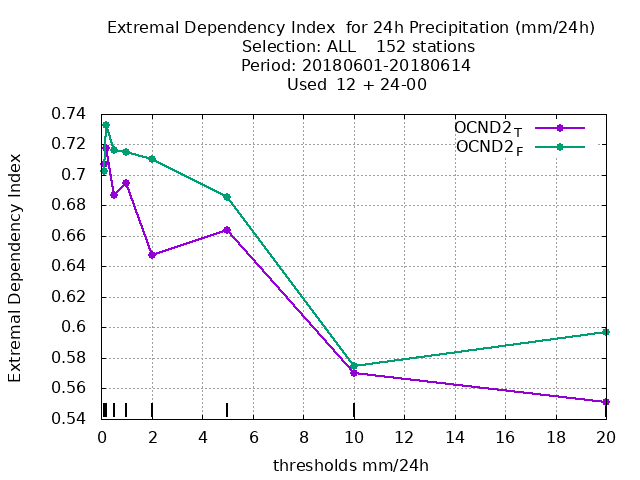 Extremal Dependency Index  for 24h Precipitation (mm/24h)
Selection: ALL    152 stations
Period: 20180601-20180614
Used  12 + 24-00
OCND2T
OCND2F
Extremal Dependency Index
0.74
0.72
0.7
0.68
0.66
0.64
0.62
0.6
0.58
0.56
0.54
0 2 4 6 8 10 12 14 16 18 20
thresholds mm/24h